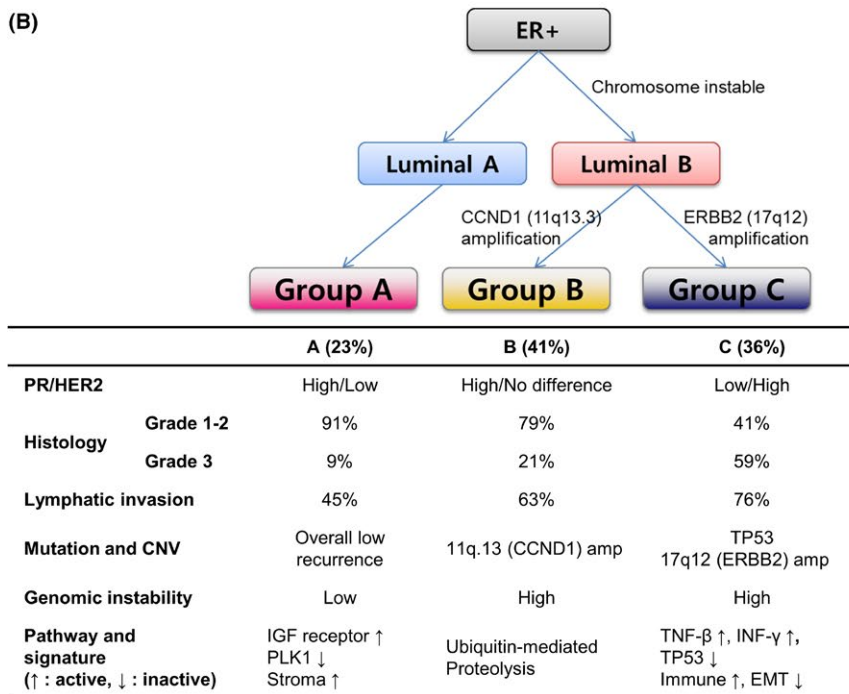 (B)
ER+
Chromosome instable
Luminal A
Luminal B
CCND1 (11q13.3)
amplification
ERBB2 (17q12)
amplification
Group A
Group B
Group C
A (23%) B (41%) C (36%)
PR/HER2 High/Low High/No difference Low/High
Histology
Grade 1-2 91% 79% 41%
Grade 3 9% 21% 59%
Lymphatic invasion 45% 63% 76%
Mutation and CNV
Overall low
recurrence
11q.13 (CCND1) amp
TP53
17q12 (ERBB2) amp
Genomic instability Low High High
Pathway and
signature
(↑ : active, ↓ : inactive)
IGF receptor ↑
PLK1 ↓
Stroma ↑
Ubiquitin-mediated
Proteolysis
TNF-β ↑, INF-γ ↑,
TP53 ↓
Immune ↑, EMT ↓